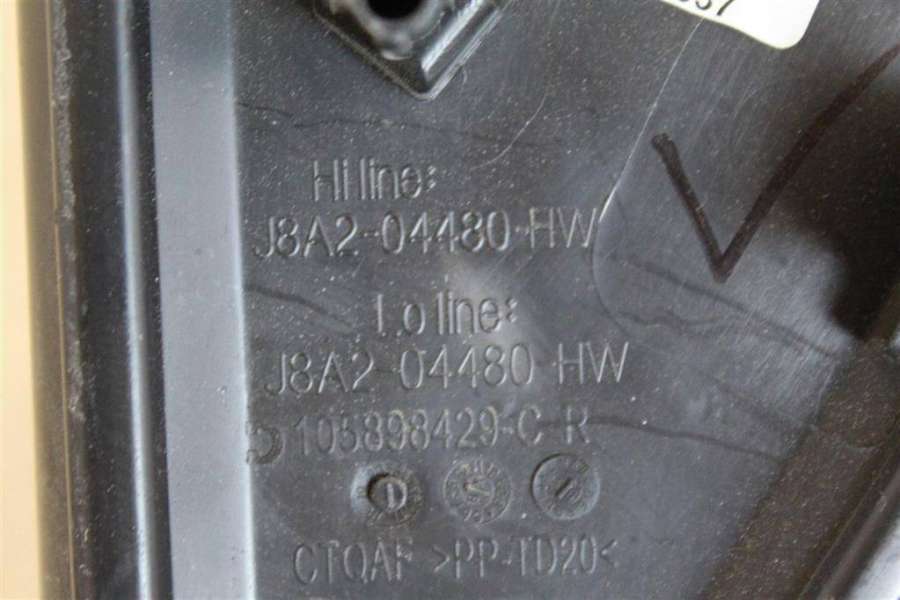 Hi line:
J8A2-04480-HW
Lo line:
J8A2-04480-HW
105898429-C-R
CTQAF >PP-TD20<